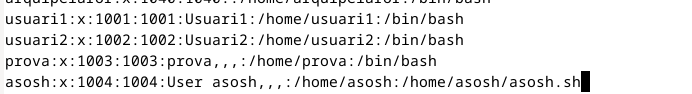 usuari1:x:1001:1001:Usuari1:/home/usuari1:/bin/bash
usuari2:x:1002:1002:Usuari2:/home/usuari2:/bin/bash
prova:x:1003:1003:prova,,,:/home/prova:/bin/bash
asosh:x:1004:1004:User asosh,,,:/home/asosh:/home/asosh/asosh.sh